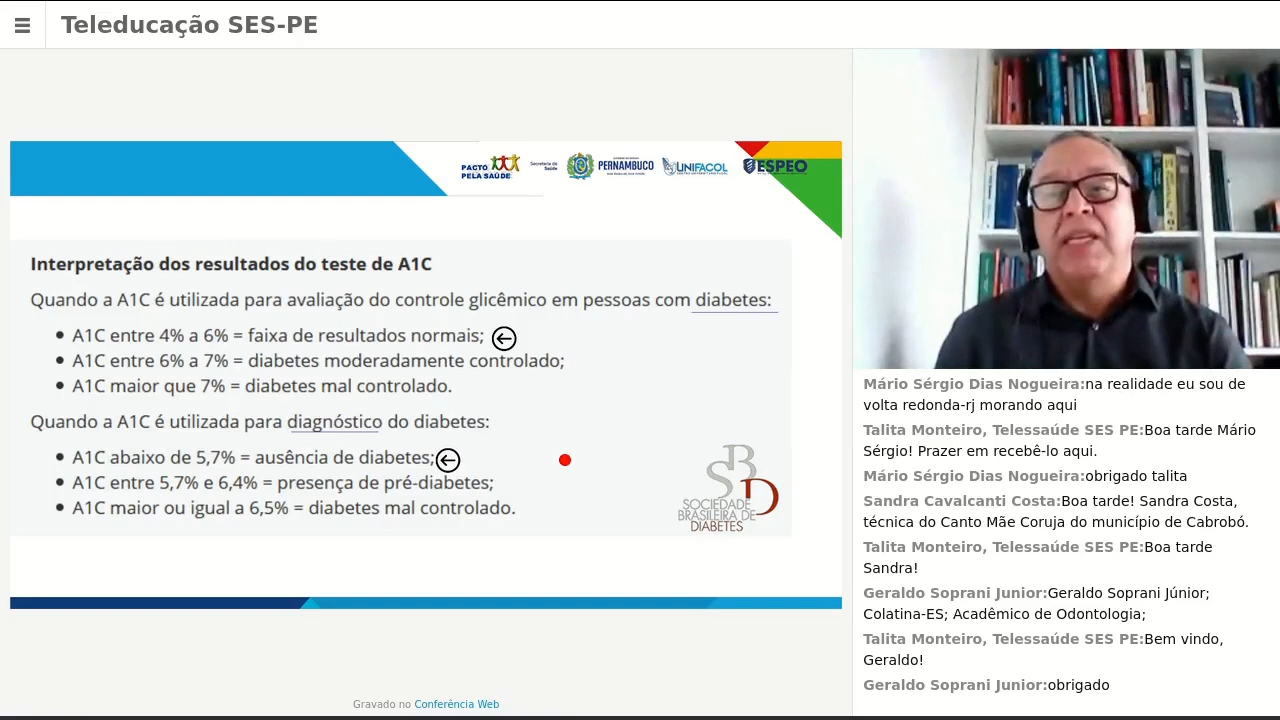 Teleducação SES-PE
PACTO
PELA SAÚDE
Secretaria de
Saúde
PERNAMBUCO
UNIFACOL
ESPEO
Interpretação dos resultados do teste de A1C
Quando a A1C é utilizada para avaliação do controle glicêmico em pessoas com diabetes:
• A1C entre 4% a 6% = faixa de resultados normais;
• A1C entre 6% a 7% = diabetes moderadamente controlado;
• A1C maior que 7% = diabetes mal controlado.
Quando a A1C é utilizada para diagnóstico do diabetes:
• A1C abaixo de 5,7% = ausência de diabetes;
• A1C entre 5,7% e 6,4% = presença de pré-diabetes;
• A1C maior ou igual a 6,5% = diabetes mal controlado.
SBD
SOCIEDADE
BRASILEIRA DE
DIABETES
Gravado no Conferência Web
Mário Sérgio Dias Nogueira:na realidade eu sou de
volta redonda-rj morando aqui
Talita Monteiro, Telessaúde SES PE:Boa tarde Mário
Sérgio! Prazer em recebê-lo aqui.
Mário Sérgio Dias Nogueira:obrigado talita
Sandra Cavalcanti Costa:Boa tarde! Sandra Costa,
técnica do Canto Mãe Coruja do município de Cabrobó.
Talita Monteiro, Telessaúde SES PE:Boa tarde
Sandra!
Geraldo Soprani Junior:Geraldo Soprani Júnior;
Colatina-ES; Acadêmico de Odontologia;
Talita Monteiro, Telessaúde SES PE:Bem vindo,
Geraldo!
Geraldo Soprani Junior:obrigado